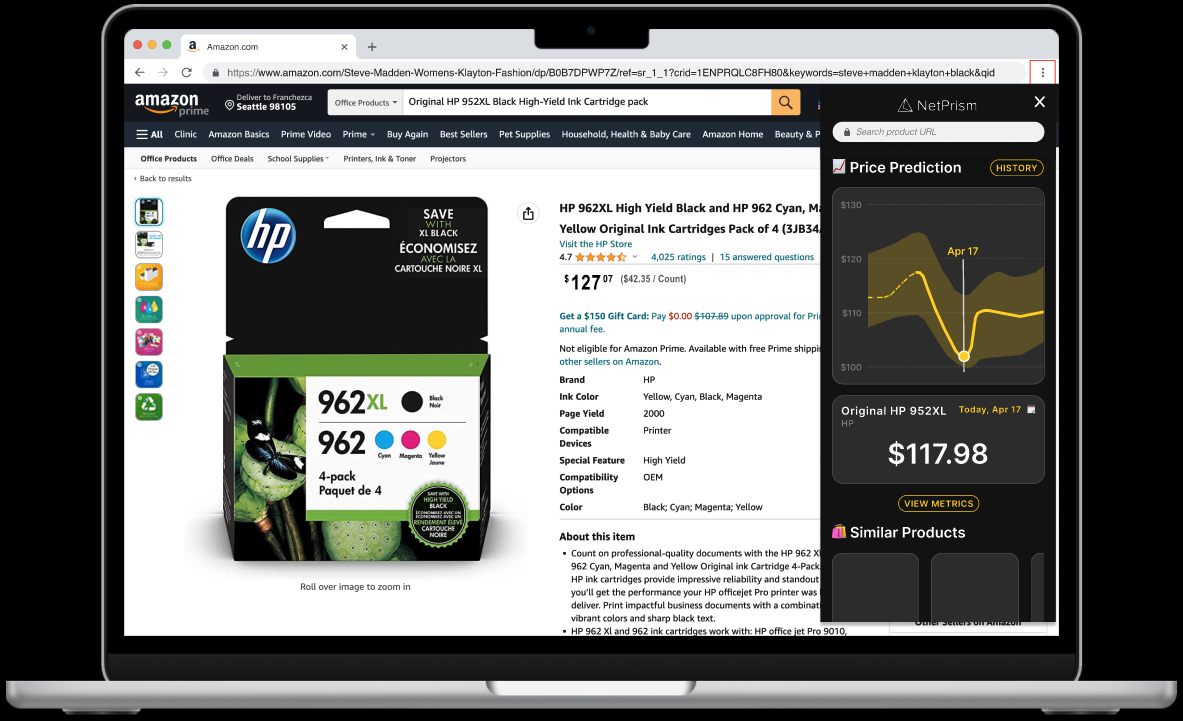 Amazon.com
https://www.amazon.com/Steve-Madden-Womens-Klayton-Fashion/dp/B0B7DPWP7Z/ref=sr_1_1?crid=1ENPRQLC8FH80&keywords=steve+madden+klayton+black&qid
amazon prime
Deliver to Franchezca
Seattle 98105
Office Products
Original HP 952XL Black High-Yield Ink Cartridge pack
All Clinic Amazon Basics Prime Video Prime Buy Again Best Sellers Pet Supplies Household, Health & Baby Care Amazon Home Beauty & P
Office Products Office Deals School Supplies Printers, Ink & Toner Projectors
‹ Back to results
hp
SAVE
WITH
XL BLACK
ÉCONOMISEZ
AVEC LA
CARTOUCHE NOIRE XL
962XL Black
Noir
962 Cyan Magenta Yellow
Jaune
4-pack
Paquet de 4
SAVE WITH
HIGH YIELD
BLACK
ÉCONOMISEZ AVEC
RENDEMENT ÉLEVÉ
CARTOUCHE
NOIRE
Roll over image to zoom in
HP 962XL High Yield Black and HP 962 Cyan, Ma
Yellow Original Ink Cartridges Pack of 4 (3JB34
Visit the HP Store
4.7 4,025 ratings | 15 answered questions
$127.07 ($42.35 / Count)
Get a $150 Gift Card: Pay $0.00 $107.89 upon approval for Pri
annual fee.
Not eligible for Amazon Prime. Available with free Prime shippi
other sellers on Amazon.
Brand HP
Ink Color Yellow, Cyan, Black, Magenta
Page Yield 2000
Compatible Printer
Devices
Special Feature High Yield
Compatibility OEM
Options
Color Black; Cyan; Magenta; Yellow
About this item
• Count on professional-quality documents with the HP 962 X
962 Cyan, Magenta and Yellow Original ink Cartridge 4-Pack
HP ink cartridges provide impressive reliability and standout
you'll get the performance your HP officejet Pro printer was
deliver. Print impactful business documents with a combinat
vibrant colors and sharp black text.
• HP 962 Xl and 962 ink cartridges work with: HP office jet Pro 9010,
NetPrism
Search product URL
Price Prediction HISTORY
$130
$120
$110
$100
Apr 17
Original HP 952XL Today, Apr 17
HP
$117.98
VIEW METRICS
Similar Products
Other Sellers on Amazon